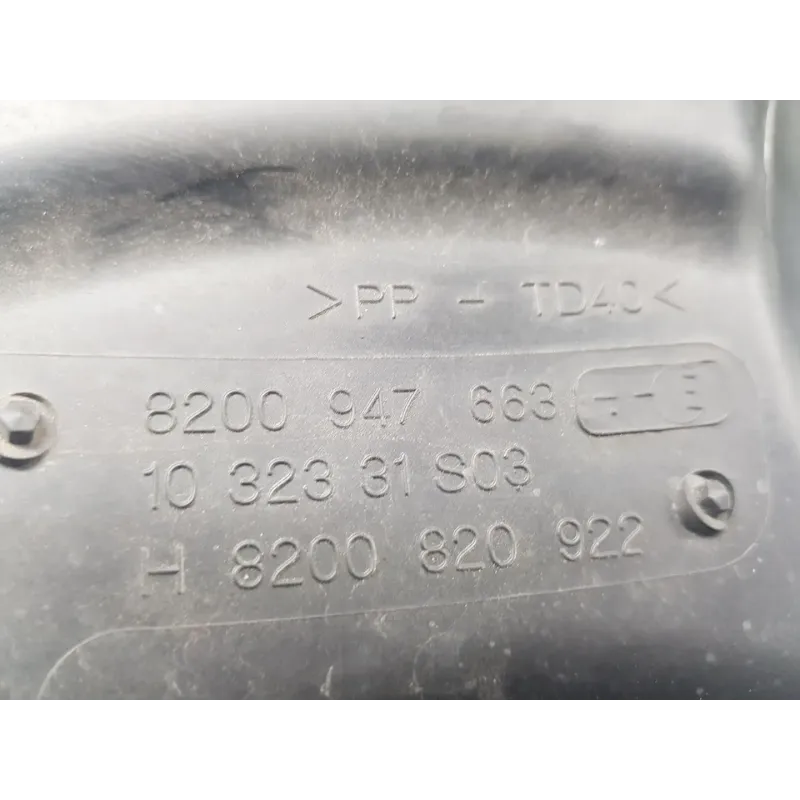 >PP - TD40<
8200 947 663
10 323 31 S03
H 8200 820 922